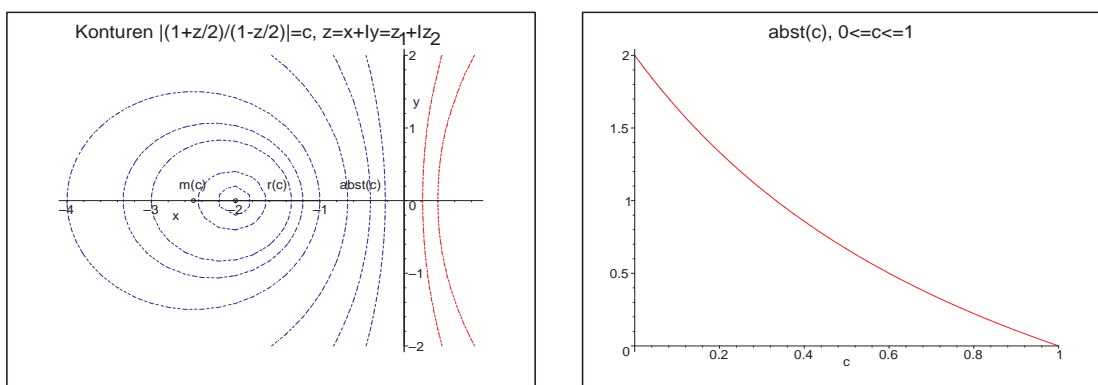 Konturen |(1+z/2)/(1-z/2)|=c, z=x+Iy=z1+Iz2
2
y
1
m(c) r(c) abst(c)
–4 –3 –2 –1 0
x
–1
–2
abst(c), 0<=c<=1
2
1.5
1
0.5
0
0.2 0.4 0.6 0.8 1
c